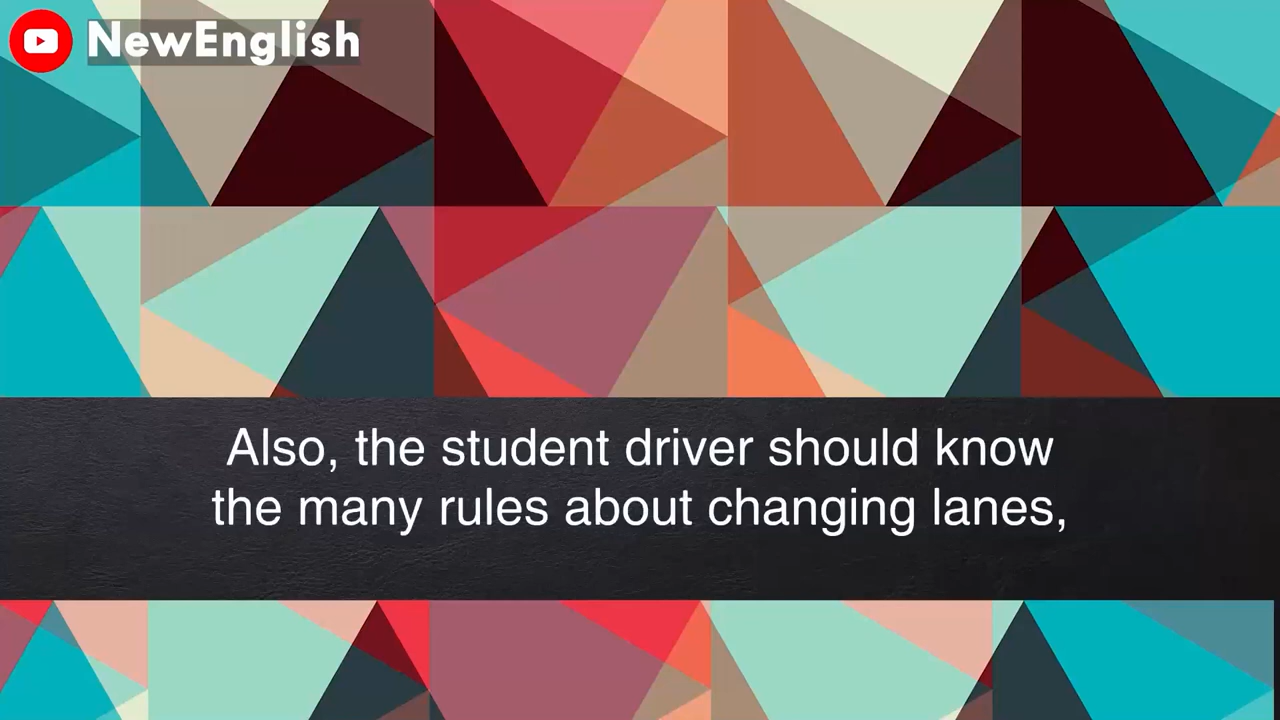 NewEnglish
Also, the student driver should know
the many rules about changing lanes,